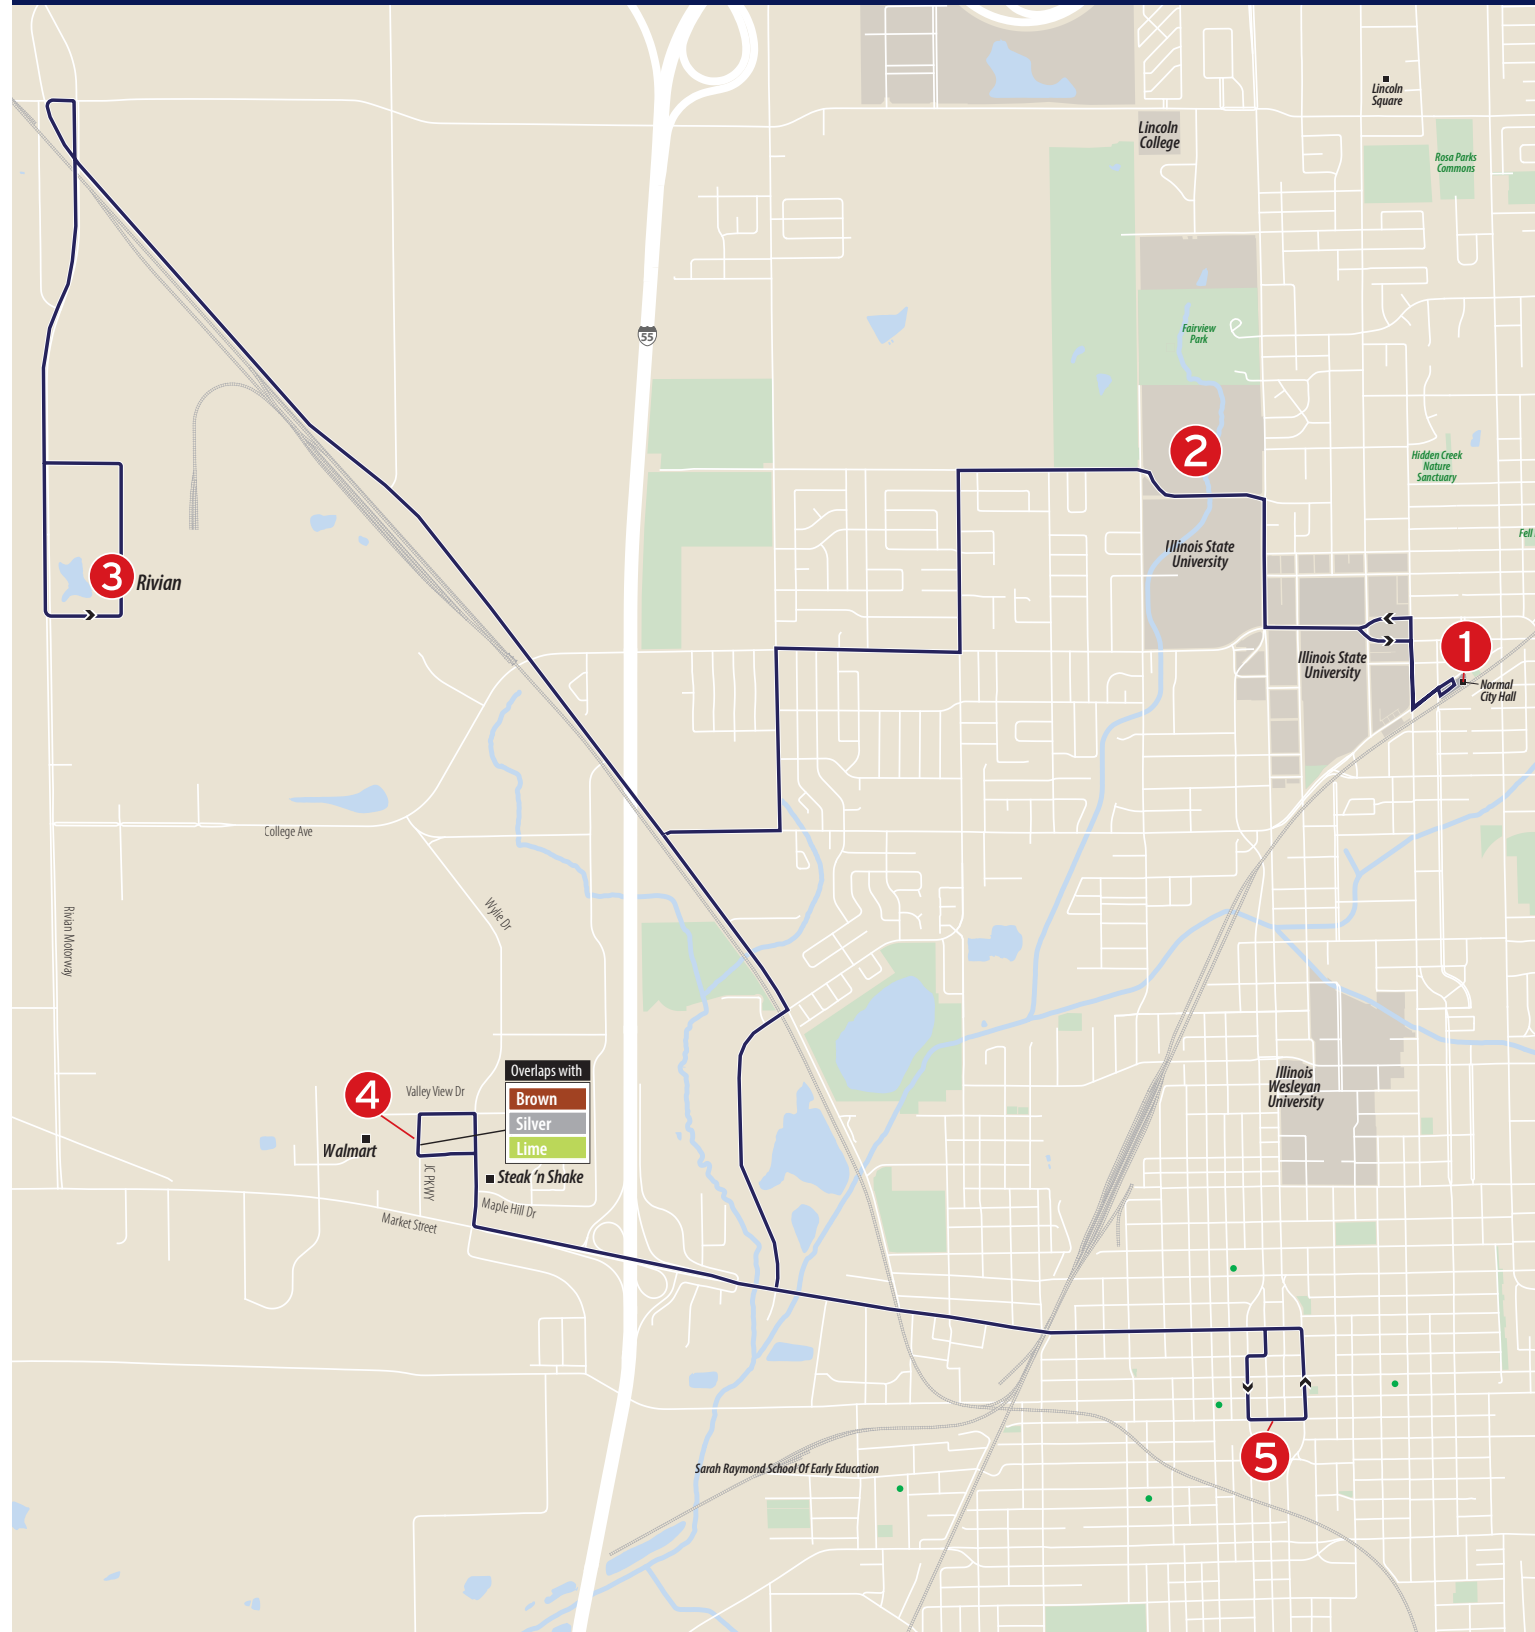 Lincoln
Square
Lincoln
College
Rosa Parks
Commons
55
Fairview
Park
2
Hidden Creek
Nature
Sanctuary
Fell
Illinois State
University
3
Rivian
1
Illinois State
University
Normal
City Hall
College Ave
Wylie Dr
Rivian Motorway
Overlaps with
Brown
Silver
Lime
4
Valley View Dr
Walmart
Steak 'n Shake
JC PKWY
Maple Hill Dr
Market Street
Illinois
Wesleyan
University
5
Sarah Raymond School Of Early Education